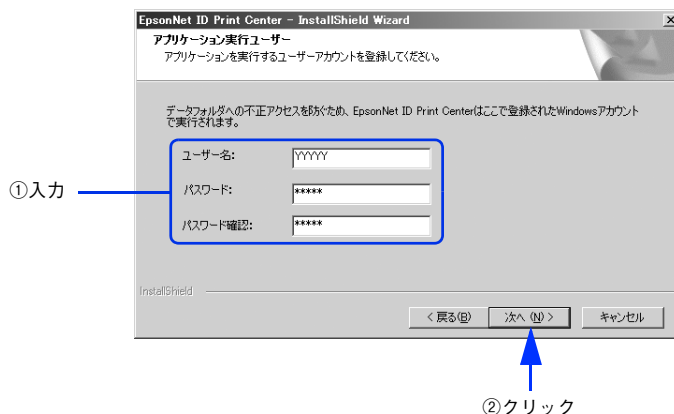 EpsonNet ID Print Center - InstallShield Wizard
アプリケーション実行ユーザー
アプリケーションを実行するユーザーアカウントを登録してください。
データフォルダへの不正アクセスを防ぐため、EpsonNet ID Print Centerはここで登録されたWindowsアカウント
で実行されます。
ユーザー名: YYYYY
①入力
パスワード: *****
パスワード確認: *****
InstallShield
< 戻る(B) 次へ (N) > キャンセル
②クリック